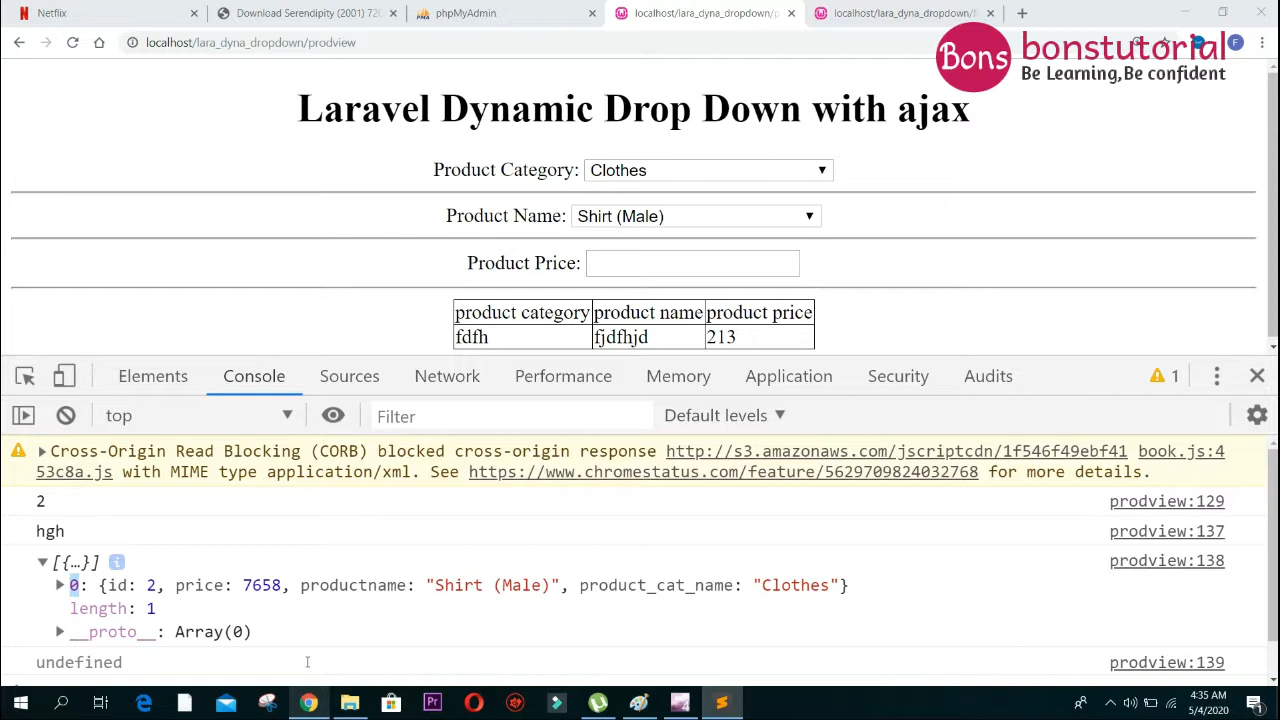 Netflix
Download Serendipity (2001) 720
phpMyAdmin
localhost/lara_dyna_dropdown/p
localhost/lara_dyna_dropdown/f
localhost/lara_dyna_dropdown/prodview
F
Bons
bonstutorial
Be Learning,Be confident
Laravel Dynamic Drop Down with ajax
Product Category: Clothes
Product Name: Shirt (Male)
Product Price:
product category product name product price
fdfh fjdfhjd 213
Elements Console Sources Network Performance Memory Application Security Audits 1
top Filter Default levels
Cross-Origin Read Blocking (CORB) blocked cross-origin response http://s3.amazonaws.com/jscriptcdn/1f546f49ebf41 book.js:4
53c8a.js with MIME type application/xml. See https://www.chromestatus.com/feature/5629709824032768 for more details.
2 prodview:129
hgh prodview:137
[{…}] i prodview:138
0: {id: 2, price: 7658, productname: "Shirt (Male)", product_cat_name: "Clothes"}
length: 1
__proto__: Array(0)
undefined prodview:139
4:35 AM
5/4/2020